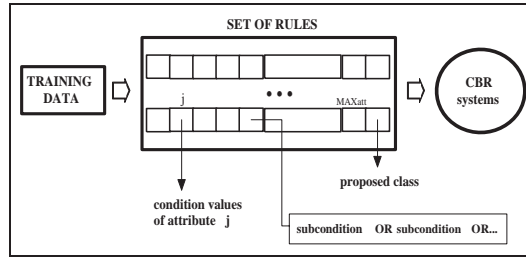 SET OF RULES
TRAINING
DATA
j
• • •
MAXatt
CBR
systems
condition values
of attribute j
proposed class
subcondition OR subcondition OR...